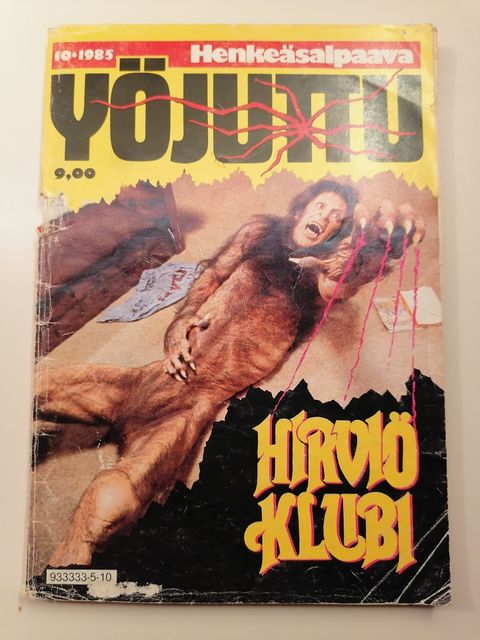 10•1985 Henkeäsalpaava
YÖJUTTU
9,00
HIRVIÖ
KLUBI
933333-5-10